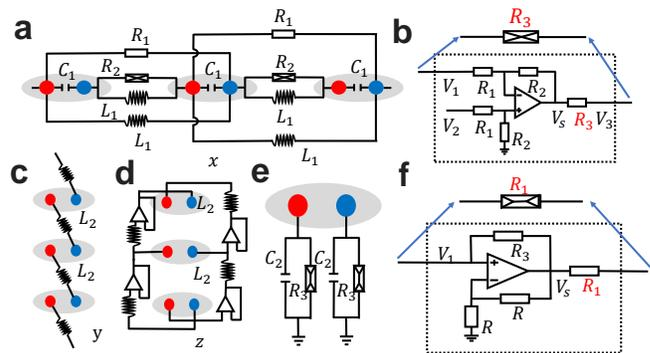 a
R₁
C₁
R₂
L₁
C₁
R₂
L₁
C₁
L₁
L₁
x
b
R₃
V₁
R₁
R₂
V₂
R₁
R₂
Vₛ
R₃
V₃
c
L₂
L₂
y
d
L₂
L₂
z
e
C₂
R₃
C₂
R₃
f
R₁
V₁
R₃
Vₛ
R₁
R
R